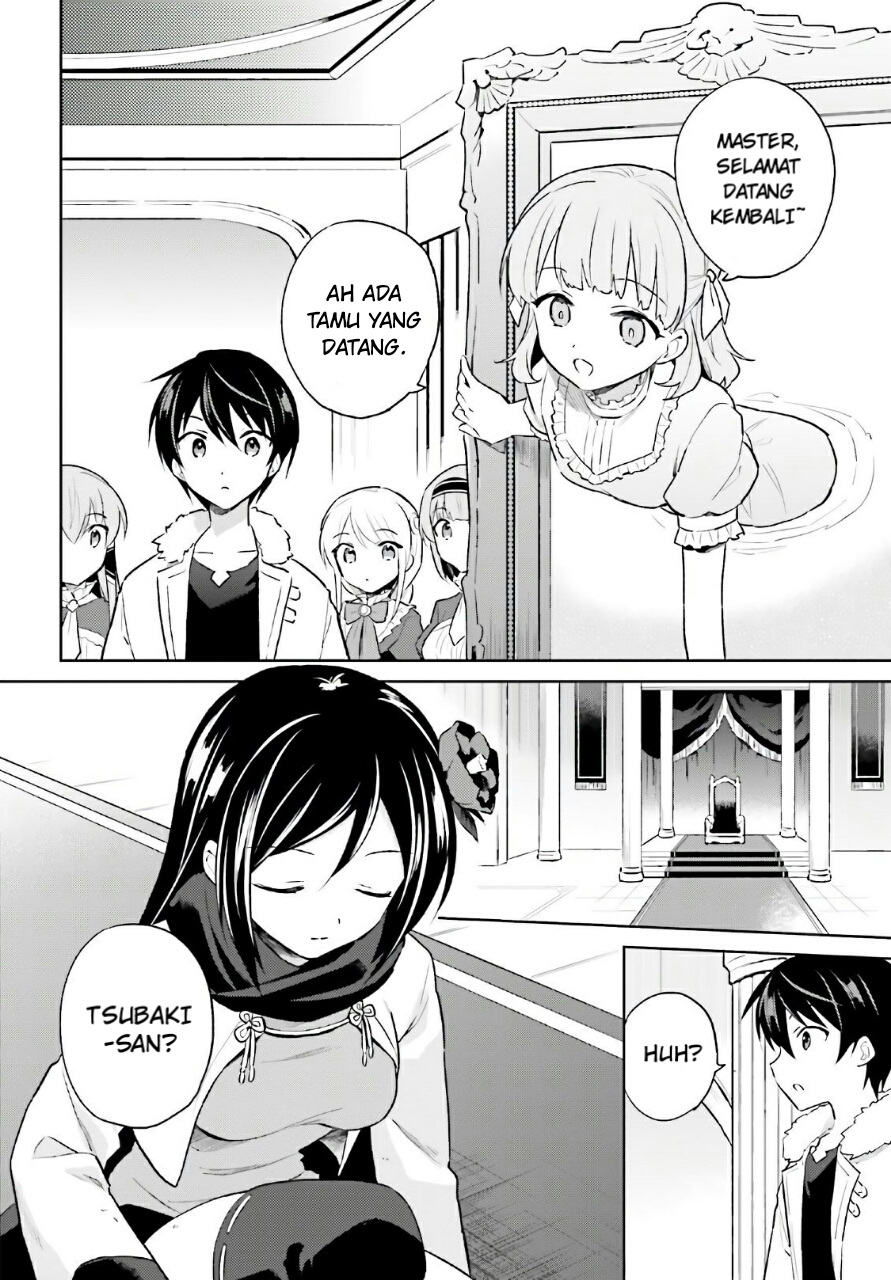 MASTER,
SELAMAT
DATANG
KEMBALI~
AH ADA
TAMU YANG
DATANG.
HUH?
TSUBAKI
-SAN?